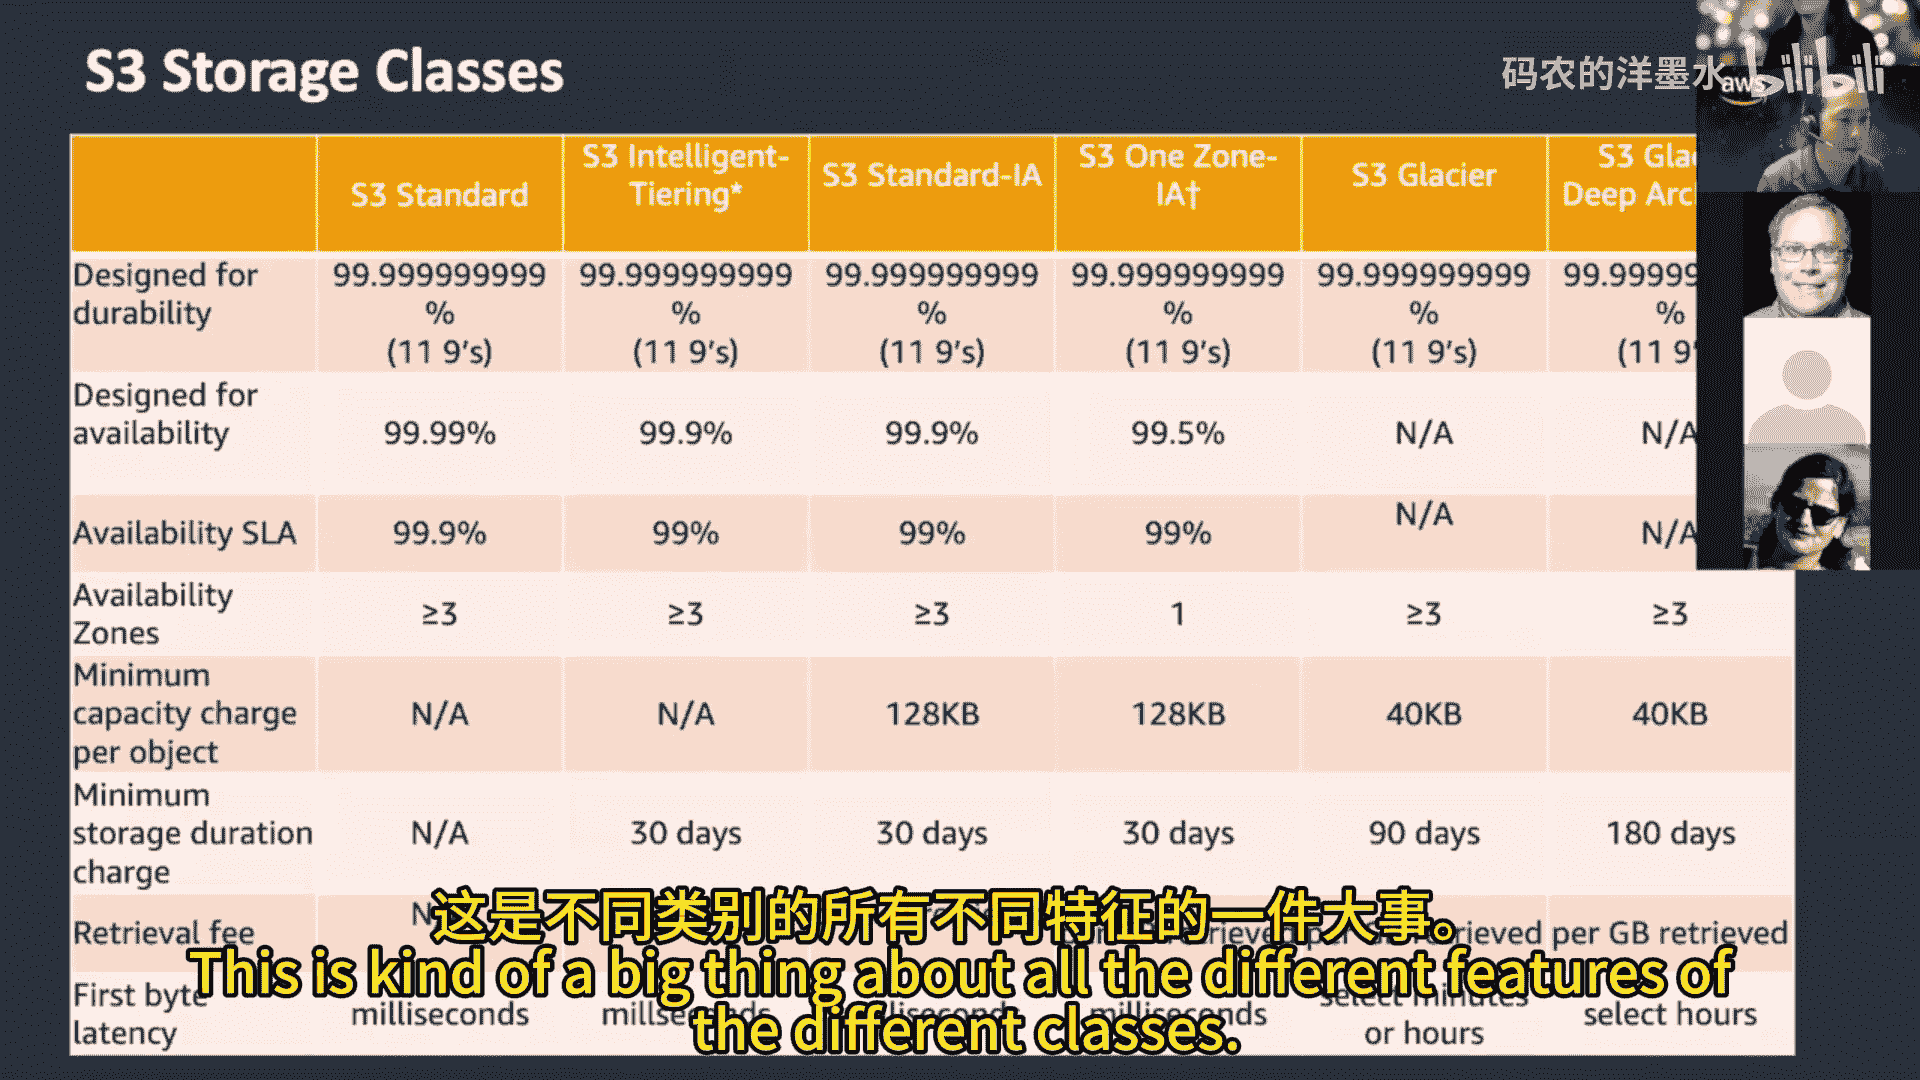 S3 Storage Classes
码农的洋墨水
aws
bilibili
S3 Standard
S3 Intelligent-
Tiering*
S3 Standard-IA
S3 One Zone-
IA†
S3 Glacier
S3
Deep
Designed for
durability
99.999999999
%
(11 9's)
99.999999999
%
(11 9's)
99.999999999
%
(11 9's)
99.999999999
%
(11 9's)
99.999999999
%
(11 9's)
99.9999
%
(11 9'
Designed for
availability
99.99%
99.9%
99.9%
99.5%
N/A
N/A
Availability SLA
99.9%
99%
99%
99%
N/A
N/A
Availability
Zones
≥3
≥3
≥3
1
≥3
≥3
Minimum
capacity charge
per object
N/A
N/A
128KB
128KB
40KB
40KB
Minimum
storage duration
charge
N/A
30 days
30 days
30 days
90 days
180 days
Retrieval fee
per GB retrieved
First byte
latency
milliseconds
milliseconds
select minutes
or hours
select hours
这是不同类别的所有不同特征的一件大事。
This is kind of a big thing about all the different features of
the different classes.